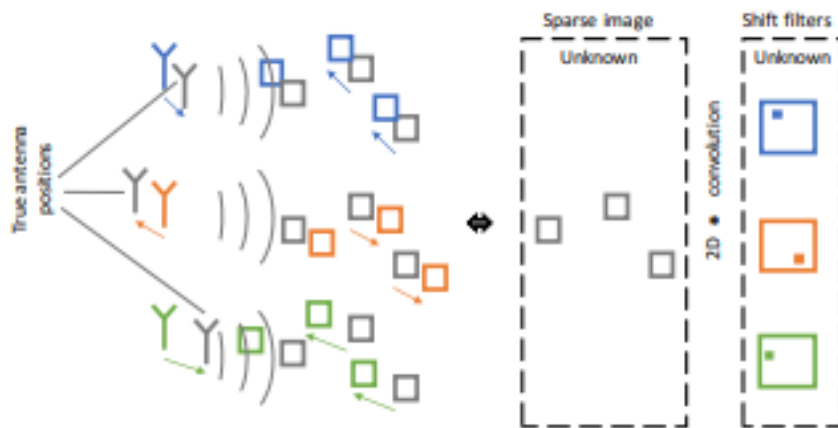 Sparse image
Shift filters
Unknown
Unknown
True antenna
positions
2D • convolution